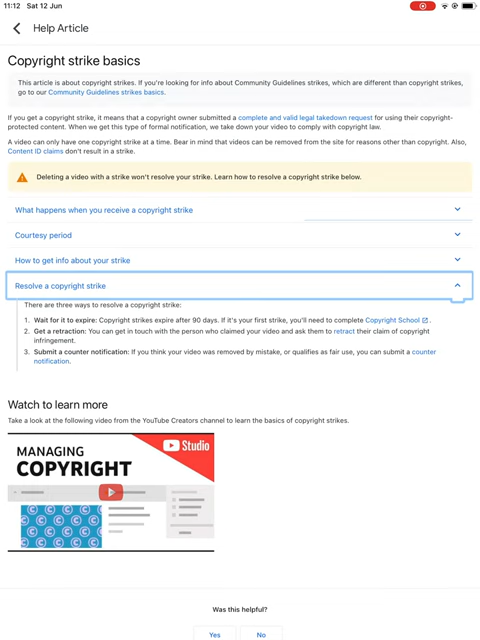 11:12 Sat 12 Jun
Help Article
Copyright strike basics
This article is about copyright strikes. If you're looking for info about Community Guidelines strikes, which are different than copyright strikes,
go to our Community Guidelines strikes basics.
If you get a copyright strike, it means that a copyright owner submitted a complete and valid legal takedown request for using their copyright-
protected content. When we get this type of formal notification, we take down your video to comply with copyright law.
A video can only have one copyright strike at a time. Bear in mind that videos can be removed from the site for reasons other than copyright. Also,
Content ID claims don't result in a strike.
Deleting a video with a strike won't resolve your strike. Learn how to resolve a copyright strike below.
What happens when you receive a copyright strike
Courtesy period
How to get info about your strike
Resolve a copyright strike
There are three ways to resolve a copyright strike:
1. Wait for it to expire: Copyright strikes expire after 90 days. If it's your first strike, you'll need to complete Copyright School.
2. Get a retraction: You can get in touch with the person who claimed your video and ask them to retract their claim of copyright
infringement.
3. Submit a counter notification: If you think your video was removed by mistake, or qualifies as fair use, you can submit a counter
notification.
Watch to learn more
Take a look at the following video from the YouTube Creators channel to learn the basics of copyright strikes.
Studio
MANAGING
COPYRIGHT
Was this helpful?
Yes No